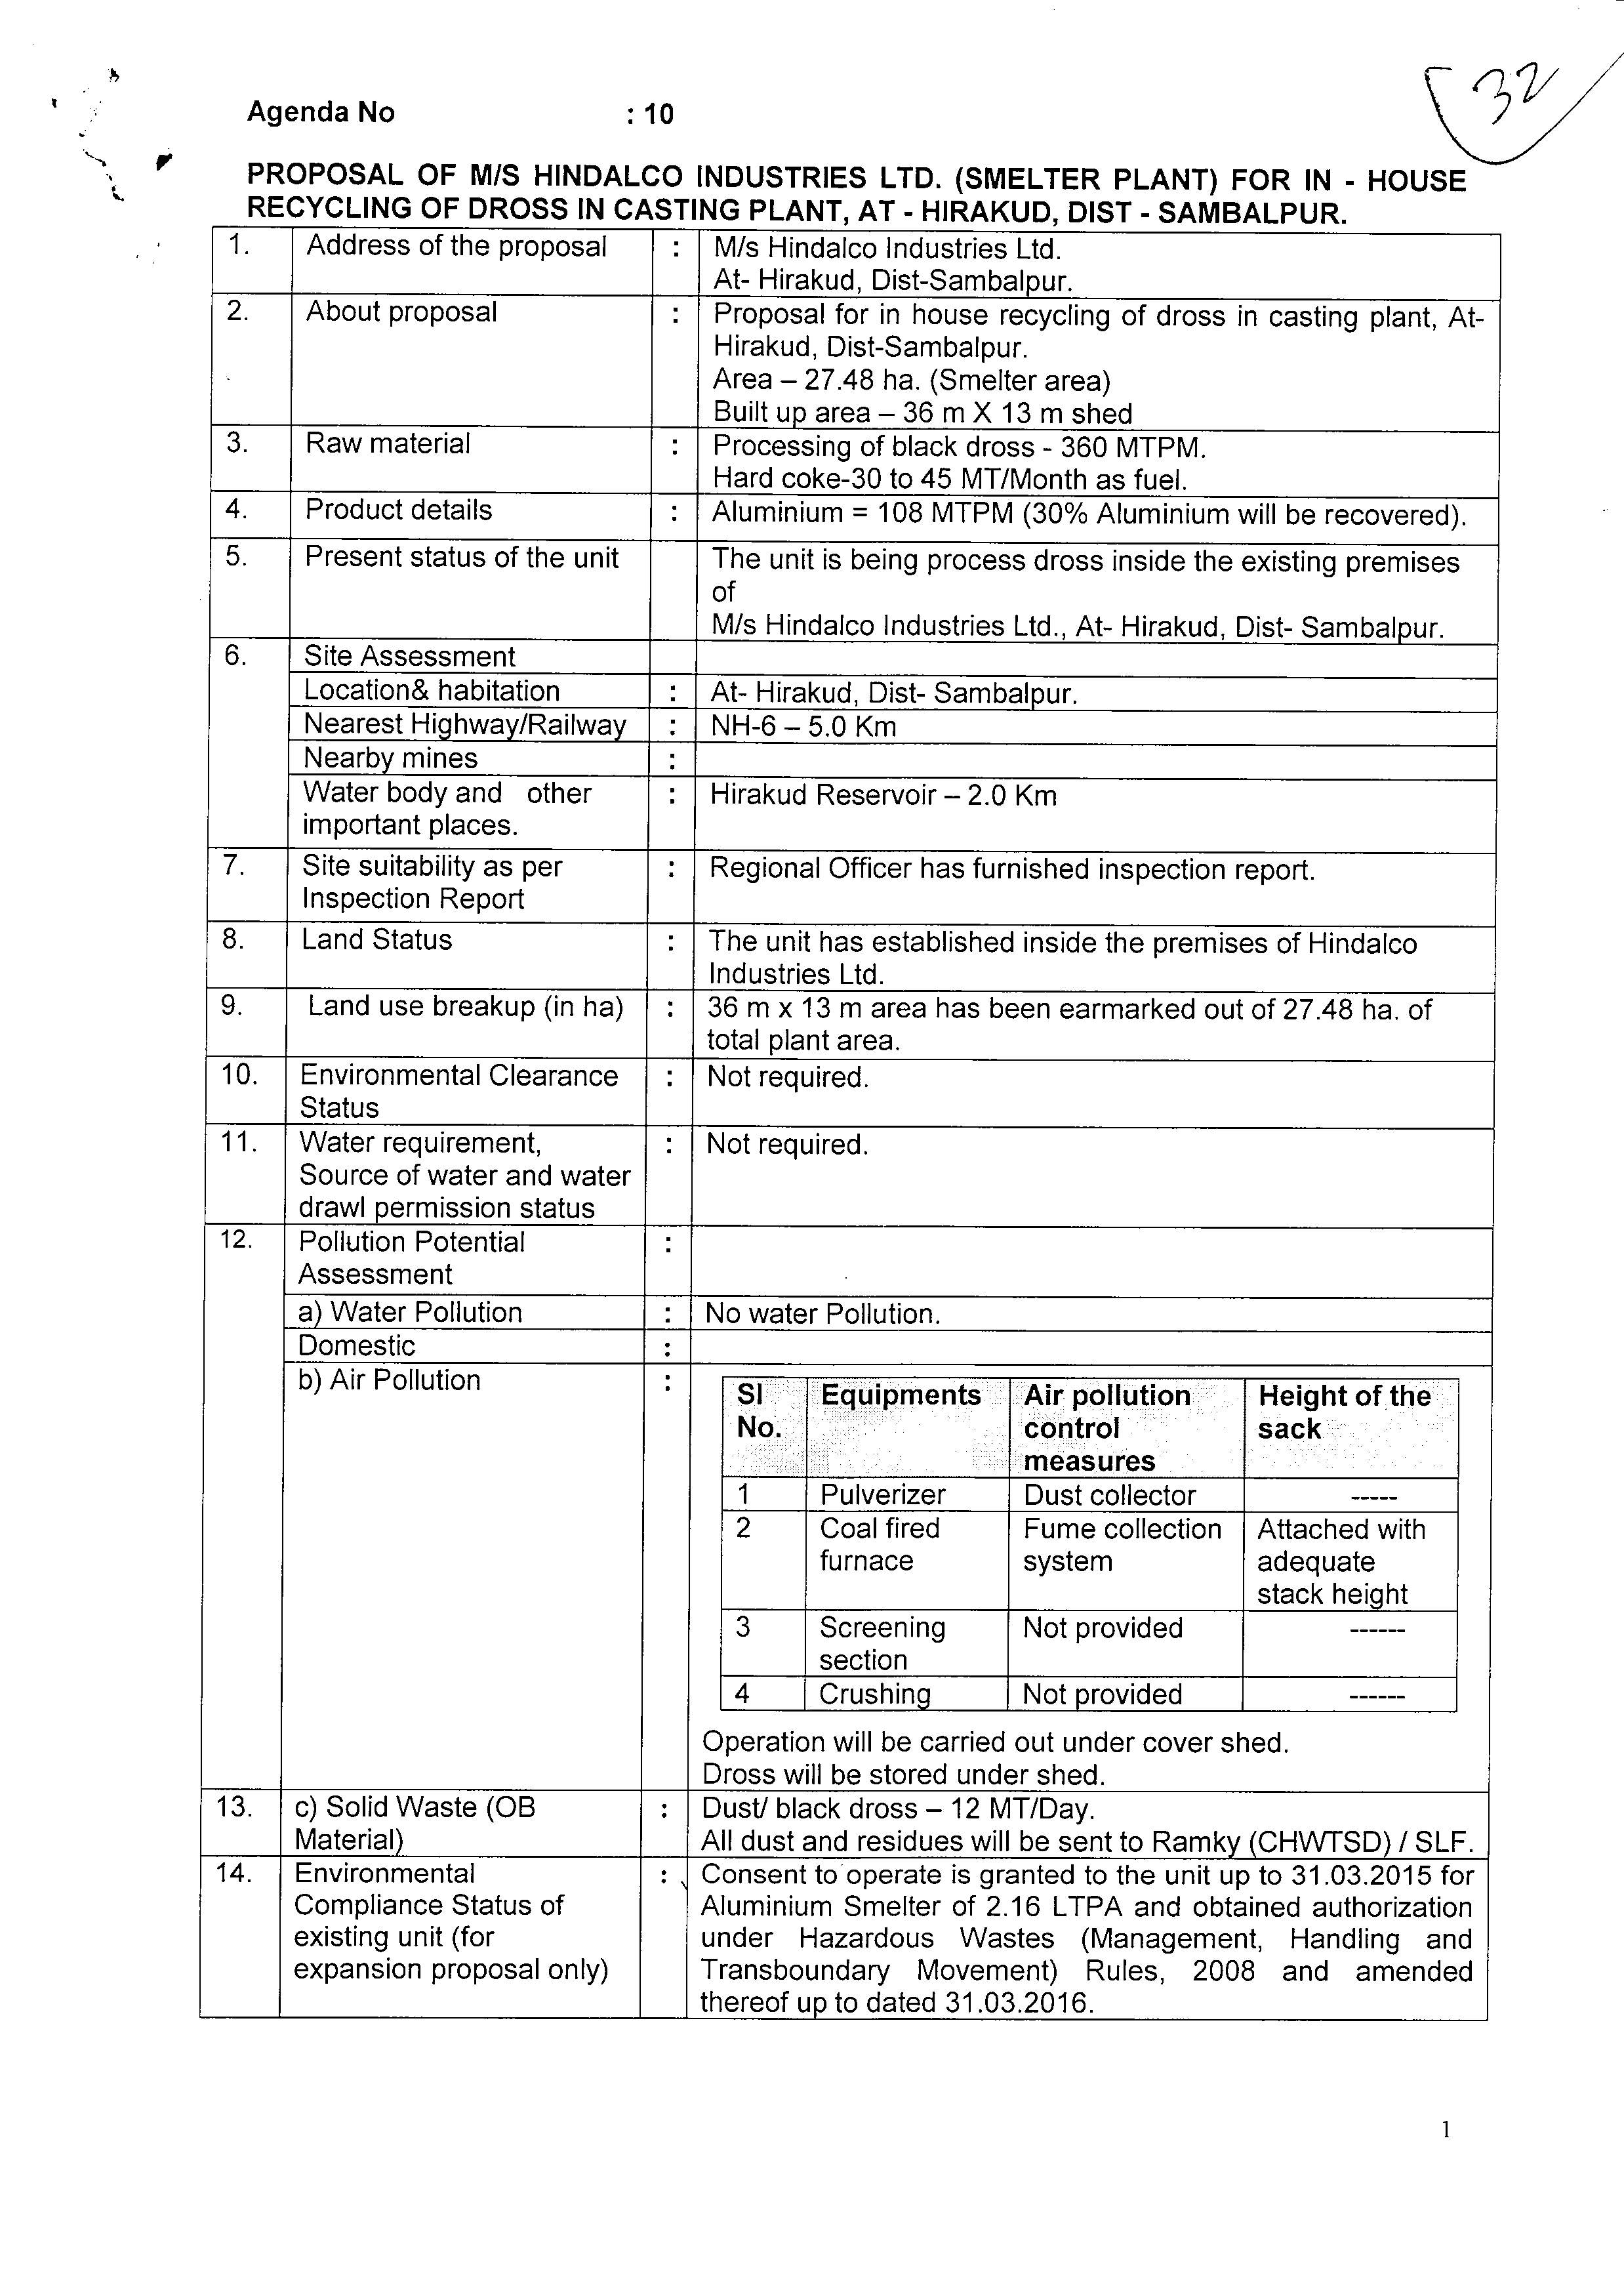 32
Agenda No : 10
PROPOSAL OF M/S HINDALCO INDUSTRIES LTD. (SMELTER PLANT) FOR IN - HOUSE
RECYCLING OF DROSS IN CASTING PLANT, AT - HIRAKUD, DIST - SAMBALPUR.
1. Address of the proposal : M/s Hindalco Industries Ltd.
At- Hirakud, Dist-Sambalpur.
2. About proposal : Proposal for in house recycling of dross in casting plant, At-
Hirakud, Dist-Sambalpur.
Area – 27.48 ha. (Smelter area)
Built up area – 36 m X 13 m shed
3. Raw material : Processing of black dross - 360 MTPM.
Hard coke-30 to 45 MT/Month as fuel.
4. Product details : Aluminium = 108 MTPM (30% Aluminium will be recovered).
5. Present status of the unit The unit is being process dross inside the existing premises
of
M/s Hindalco Industries Ltd., At- Hirakud, Dist- Sambalpur.
6. Site Assessment
Location& habitation : At- Hirakud, Dist- Sambalpur.
Nearest Highway/Railway : NH-6 – 5.0 Km
Nearby mines :
Water body and other : Hirakud Reservoir – 2.0 Km
important places.
7. Site suitability as per : Regional Officer has furnished inspection report.
Inspection Report
8. Land Status : The unit has established inside the premises of Hindalco
Industries Ltd.
9. Land use breakup (in ha) : 36 m x 13 m area has been earmarked out of 27.48 ha. of
total plant area.
10. Environmental Clearance : Not required.
Status
11. Water requirement, : Not required.
Source of water and water
drawl permission status
12. Pollution Potential :
Assessment
a) Water Pollution : No water Pollution.
Domestic :
b) Air Pollution :
Sl Equipments Air pollution Height of the
No. control sack
measures
1 Pulverizer Dust collector -----
2 Coal fired Fume collection Attached with
furnace system adequate
stack height
3 Screening Not provided ------
section
4 Crushing Not provided ------
Operation will be carried out under cover shed.
Dross will be stored under shed.
13. c) Solid Waste (OB : Dust/ black dross – 12 MT/Day.
Material) All dust and residues will be sent to Ramky (CHWTSD) / SLF.
14. Environmental : Consent to operate is granted to the unit up to 31.03.2015 for
Compliance Status of Aluminium Smelter of 2.16 LTPA and obtained authorization
existing unit (for under Hazardous Wastes (Management, Handling and
expansion proposal only) Transboundary Movement) Rules, 2008 and amended
thereof up to dated 31.03.2016.
1